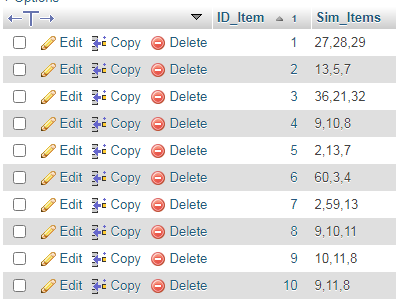 Options
ID_Item 1 Sim_Items
Edit Copy Delete 1 27,28,29
Edit Copy Delete 2 13,5,7
Edit Copy Delete 3 36,21,32
Edit Copy Delete 4 9,10,8
Edit Copy Delete 5 2,13,7
Edit Copy Delete 6 60,3,4
Edit Copy Delete 7 2,59,13
Edit Copy Delete 8 9,10,11
Edit Copy Delete 9 10,11,8
Edit Copy Delete 10 9,11,8